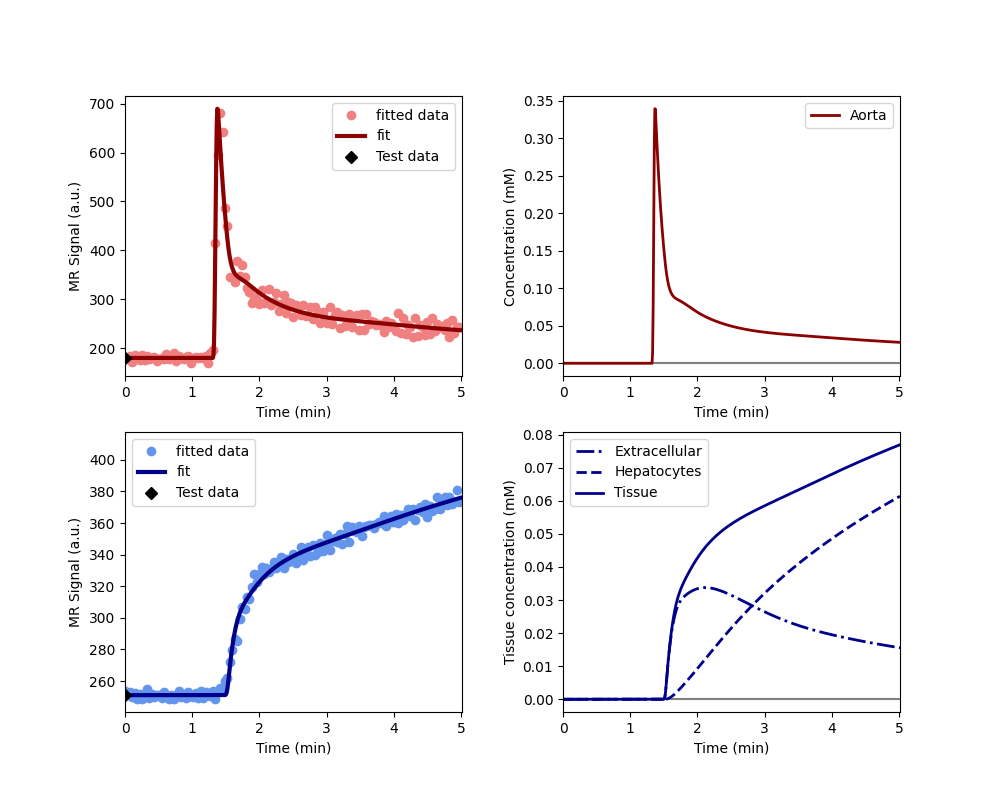 700
600
500
400
300
200
MR Signal (a.u.)
fitted data
fit
Test data
0 1 2 3 4 5
Time (min)
0.35
0.30
0.25
0.20
0.15
0.10
0.05
0.00
Concentration (mM)
Aorta
0 1 2 3 4 5
Time (min)
400
380
360
340
320
300
280
260
MR Signal (a.u.)
fitted data
fit
Test data
0 1 2 3 4 5
Time (min)
0.08
0.07
0.06
0.05
0.04
0.03
0.02
0.01
0.00
Tissue concentration (mM)
Extracellular
Hepatocytes
Tissue
0 1 2 3 4 5
Time (min)